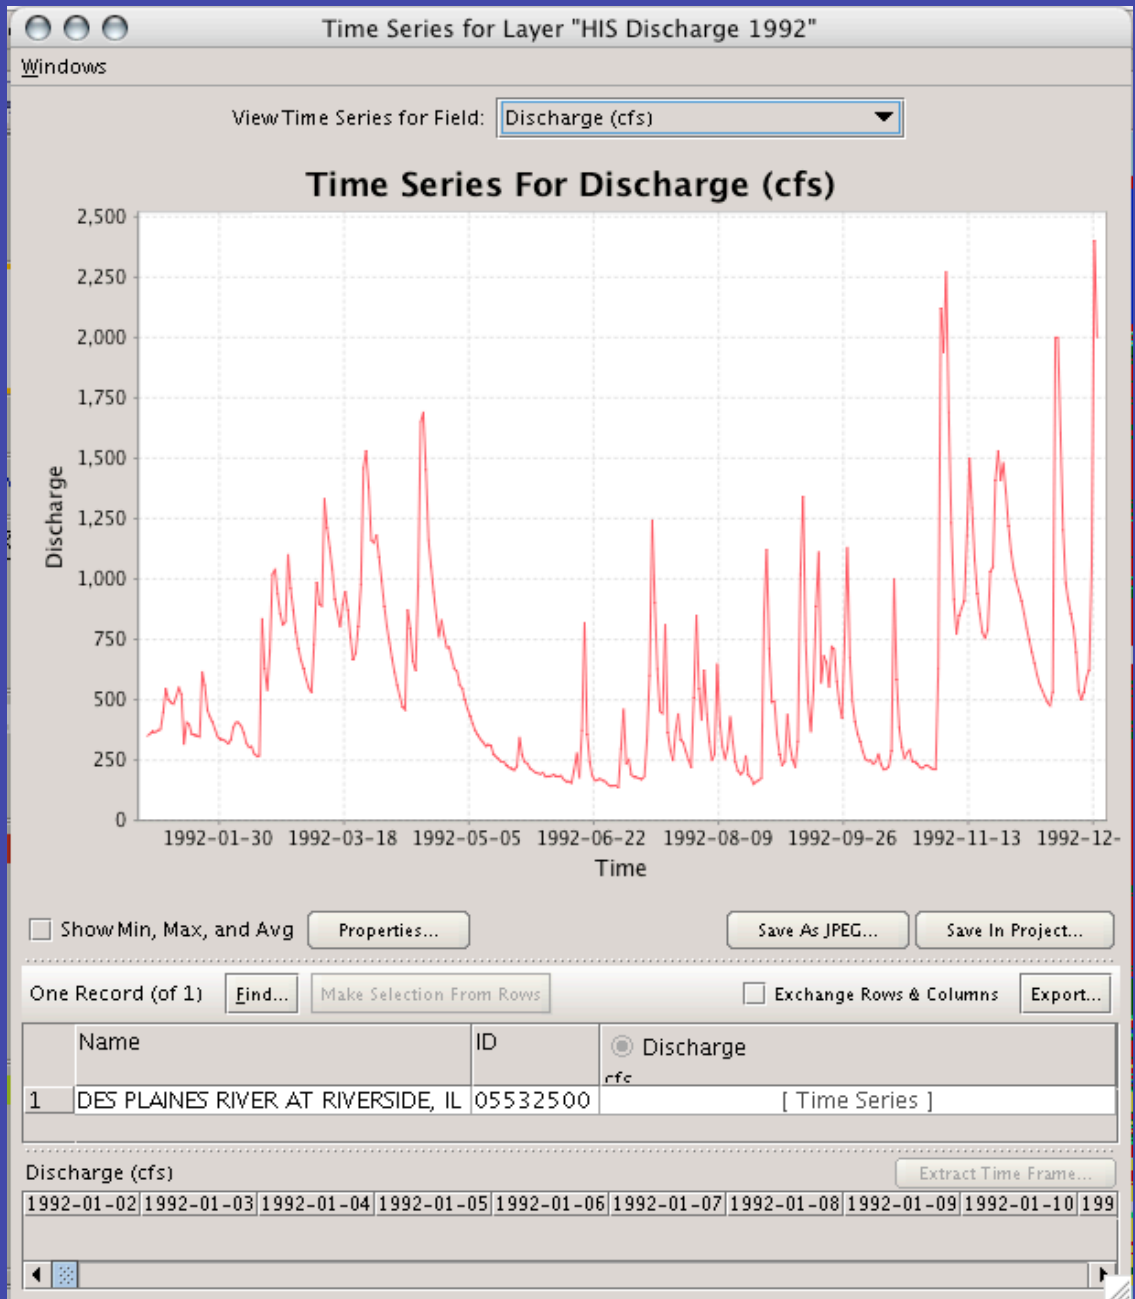 Time Series for Layer "HIS Discharge 1992"
Windows
View Time Series for Field: Discharge (cfs)
Time Series For Discharge (cfs)
2,500
2,250
2,000
1,750
1,500
1,250
1,000
750
500
250
0
Discharge
1992-01-30 1992-03-18 1992-05-05 1992-06-22 1992-08-09 1992-09-26 1992-11-13 1992-12-
Time
Show Min, Max, and Avg Properties... Save As JPEG... Save In Project...
One Record (of 1) Find... Make Selection From Rows Exchange Rows & Columns Export...
Name ID Discharge
cfs
1 DES PLAINES RIVER AT RIVERSIDE, IL 05532500 [ Time Series ]
Discharge (cfs) Extract Time Frame...
1992-01-02 1992-01-03 1992-01-04 1992-01-05 1992-01-06 1992-01-07 1992-01-08 1992-01-09 1992-01-10 199